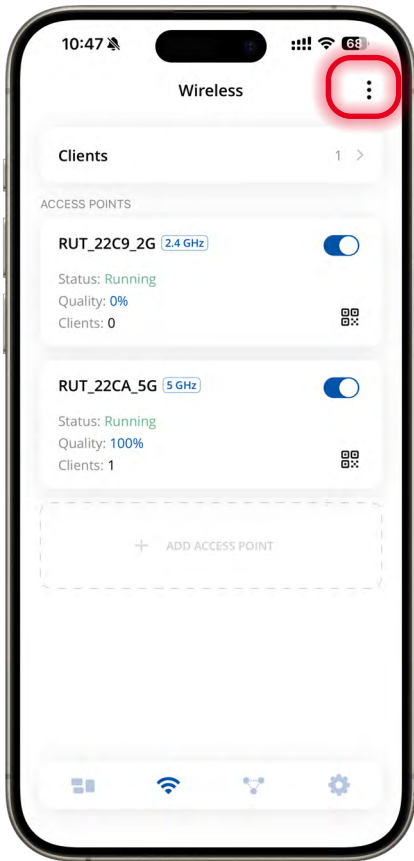 10:47
68
Wireless
Clients
1
ACCESS POINTS
RUT_22C9_2G 2.4 GHz
Status: Running
Quality: 0%
Clients: 0
RUT_22CA_5G 5 GHz
Status: Running
Quality: 100%
Clients: 1
+ ADD ACCESS POINT